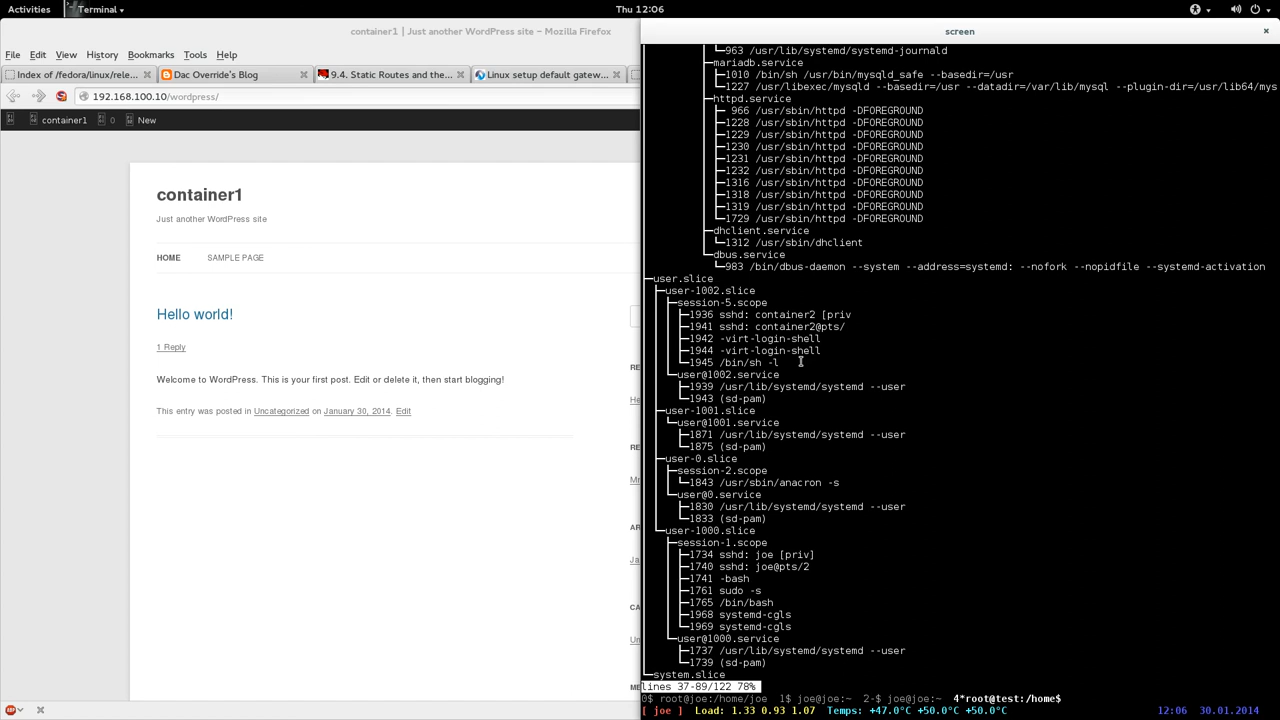 Activities Terminal Thu 12:06
container1 | Just another WordPress site - Mozilla Firefox
File Edit View History Bookmarks Tools Help
Index of /fedora/linux/rele... Dac Override's Blog 9.4. Static Routes and the... Linux setup default gatew...
192.168.100.10/wordpress/
container1 0 New
container1
Just another WordPress site
HOME SAMPLE PAGE
Hello world!
1 Reply
Welcome to WordPress. This is your first post. Edit or delete it, then start blogging!
This entry was posted in Uncategorized on January 30, 2014. Edit
RE
He
RE
Mr
AR
Ja
CA
Un
ME
screen
963 /usr/lib/systemd/systemd-journald
mariadb.service
1010 /bin/sh /usr/bin/mysqld_safe --basedir=/usr
1227 /usr/libexec/mysqld --basedir=/usr --datadir=/var/lib/mysql --plugin-dir=/usr/lib64/mys
httpd.service
966 /usr/sbin/httpd -DFOREGROUND
1228 /usr/sbin/httpd -DFOREGROUND
1229 /usr/sbin/httpd -DFOREGROUND
1230 /usr/sbin/httpd -DFOREGROUND
1231 /usr/sbin/httpd -DFOREGROUND
1232 /usr/sbin/httpd -DFOREGROUND
1316 /usr/sbin/httpd -DFOREGROUND
1318 /usr/sbin/httpd -DFOREGROUND
1319 /usr/sbin/httpd -DFOREGROUND
1729 /usr/sbin/httpd -DFOREGROUND
dhclient.service
1312 /usr/sbin/dhclient
dbus.service
983 /bin/dbus-daemon --system --address=systemd: --nofork --nopidfile --systemd-activation
user.slice
user-1002.slice
session-5.scope
1936 sshd: container2 [priv
1941 sshd: container2@pts/
1942 -virt-login-shell
1944 -virt-login-shell
1945 /bin/sh -l
user@1002.service
1939 /usr/lib/systemd/systemd --user
1943 (sd-pam)
user-1001.slice
user@1001.service
1871 /usr/lib/systemd/systemd --user
1875 (sd-pam)
user-0.slice
session-2.scope
1843 /usr/sbin/anacron -s
user@0.service
1830 /usr/lib/systemd/systemd --user
1833 (sd-pam)
user-1000.slice
session-1.scope
1734 sshd: joe [priv]
1740 sshd: joe@pts/2
1741 -bash
1761 sudo -s
1765 /bin/bash
1968 systemd-cgls
1969 systemd-cgls
user@1000.service
1737 /usr/lib/systemd/systemd --user
1739 (sd-pam)
system.slice
lines 37-89/122 78%
0$ root@joe:/home/joe 1$ joe@joe:~ 2-$ joe@joe:~ 4*root@test:/home$
[ joe ] Load: 1.33 0.93 1.07 Temps: +47.0°C +50.0°C +50.0°C 12:06 30.01.2014